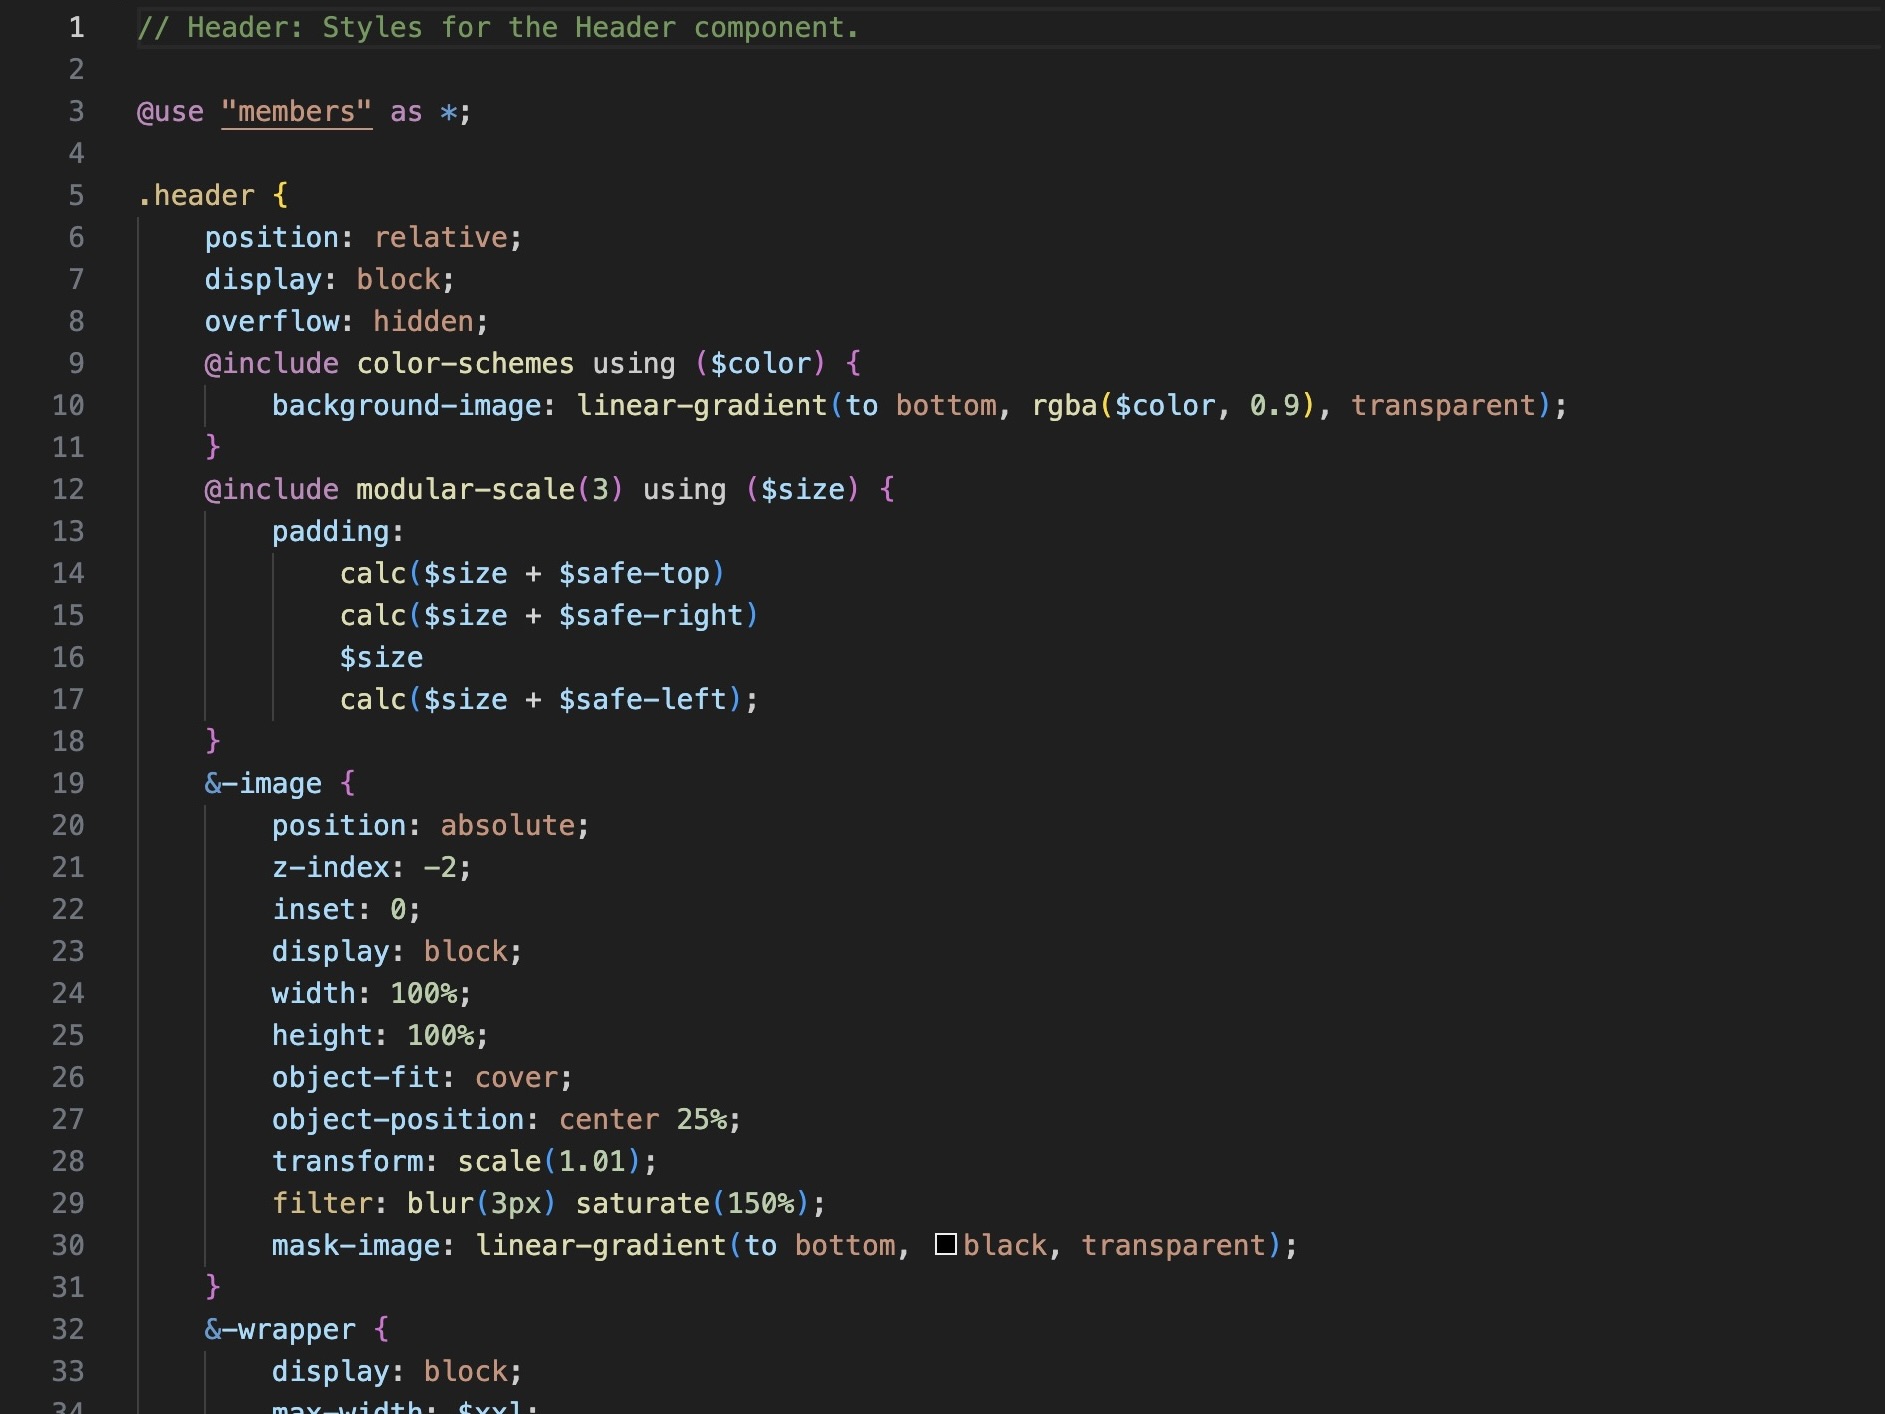 1 // Header: Styles for the Header component.
2
3 @use "members" as *;
4
5 .header {
6     position: relative;
7     display: block;
8     overflow: hidden;
9     @include color-schemes using ($color) {
10         background-image: linear-gradient(to bottom, rgba($color, 0.9), transparent);
11     }
12     @include modular-scale(3) using ($size) {
13         padding:
14             calc($size + $safe-top)
15             calc($size + $safe-right)
16             $size
17             calc($size + $safe-left);
18     }
19     &-image {
20         position: absolute;
21         z-index: -2;
22         inset: 0;
23         display: block;
24         width: 100%;
25         height: 100%;
26         object-fit: cover;
27         object-position: center 25%;
28         transform: scale(1.01);
29         filter: blur(3px) saturate(150%);
30         mask-image: linear-gradient(to bottom, black, transparent);
31     }
32     &-wrapper {
33         display: block;
34         max-width: $xxl;